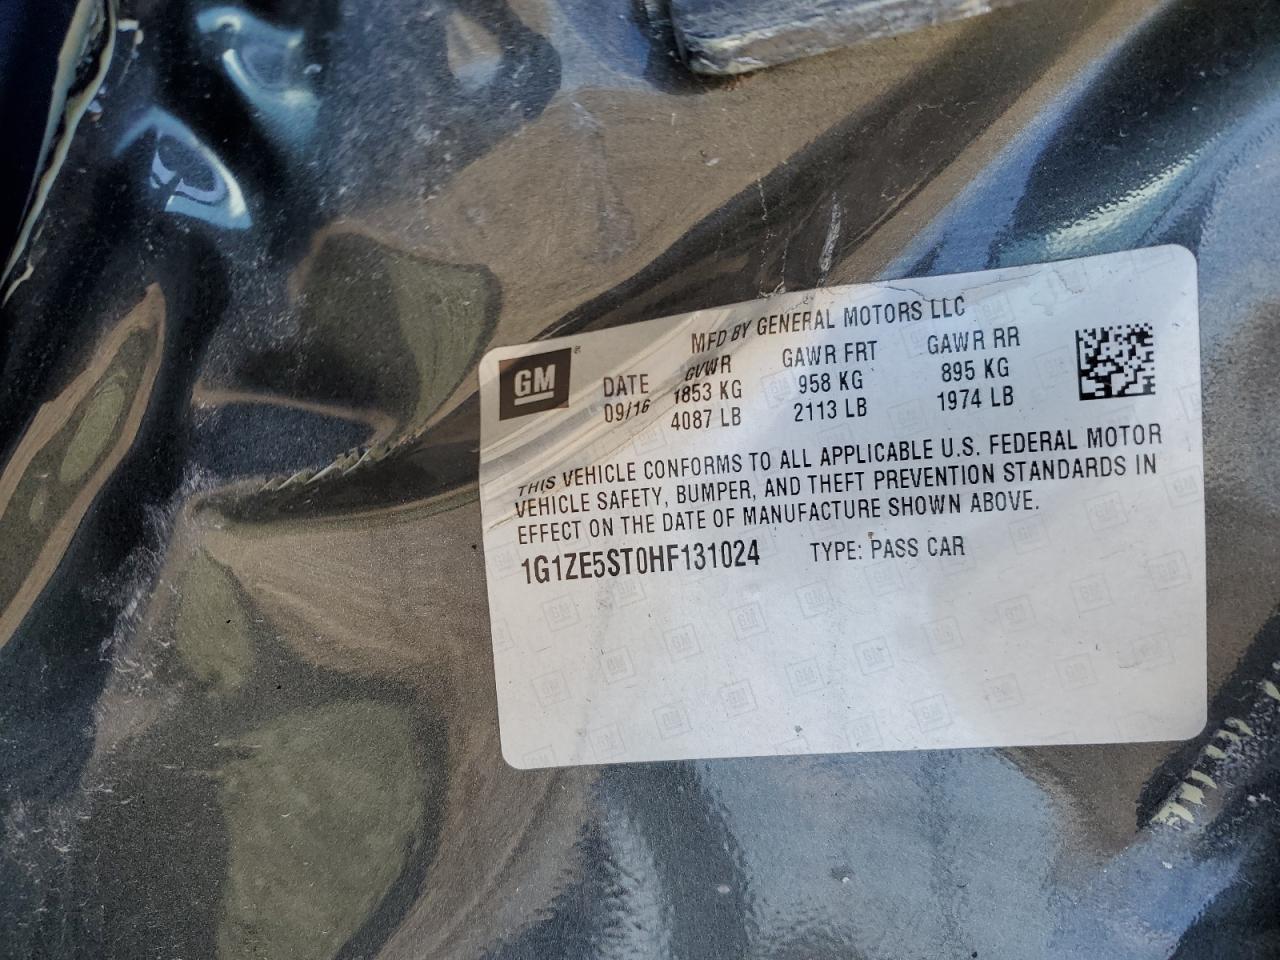 MFD BY GENERAL MOTORS LLC
GM
DATE GVWR GAWR FRT GAWR RR
09/16 1853 KG 958 KG 895 KG
4087 LB 2113 LB 1974 LB
THIS VEHICLE CONFORMS TO ALL APPLICABLE U.S. FEDERAL MOTOR
VEHICLE SAFETY, BUMPER, AND THEFT PREVENTION STANDARDS IN
EFFECT ON THE DATE OF MANUFACTURE SHOWN ABOVE.
1G1ZE5ST0HF131024 TYPE: PASS CAR